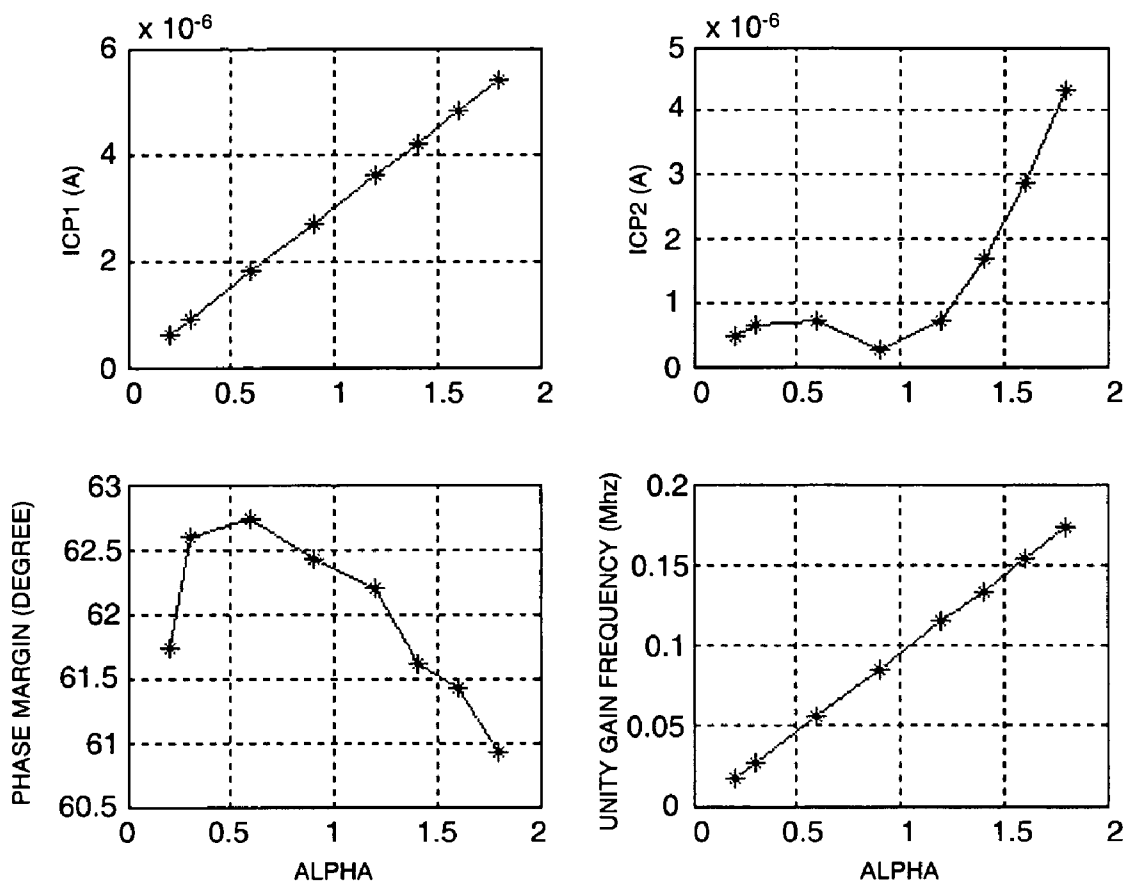 x 10-6
6
4
2
0
ICP1 (A)
0 0.5 1 1.5 2
x 10-6
5
4
3
2
1
0
ICP2 (A)
0 0.5 1 1.5 2
63
62.5
62
61.5
61
60.5
PHASE MARGIN (DEGREE)
0 0.5 1 1.5 2
ALPHA
0.2
0.15
0.1
0.05
0
UNITY GAIN FREQUENCY (Mhz)
0 0.5 1 1.5 2
ALPHA